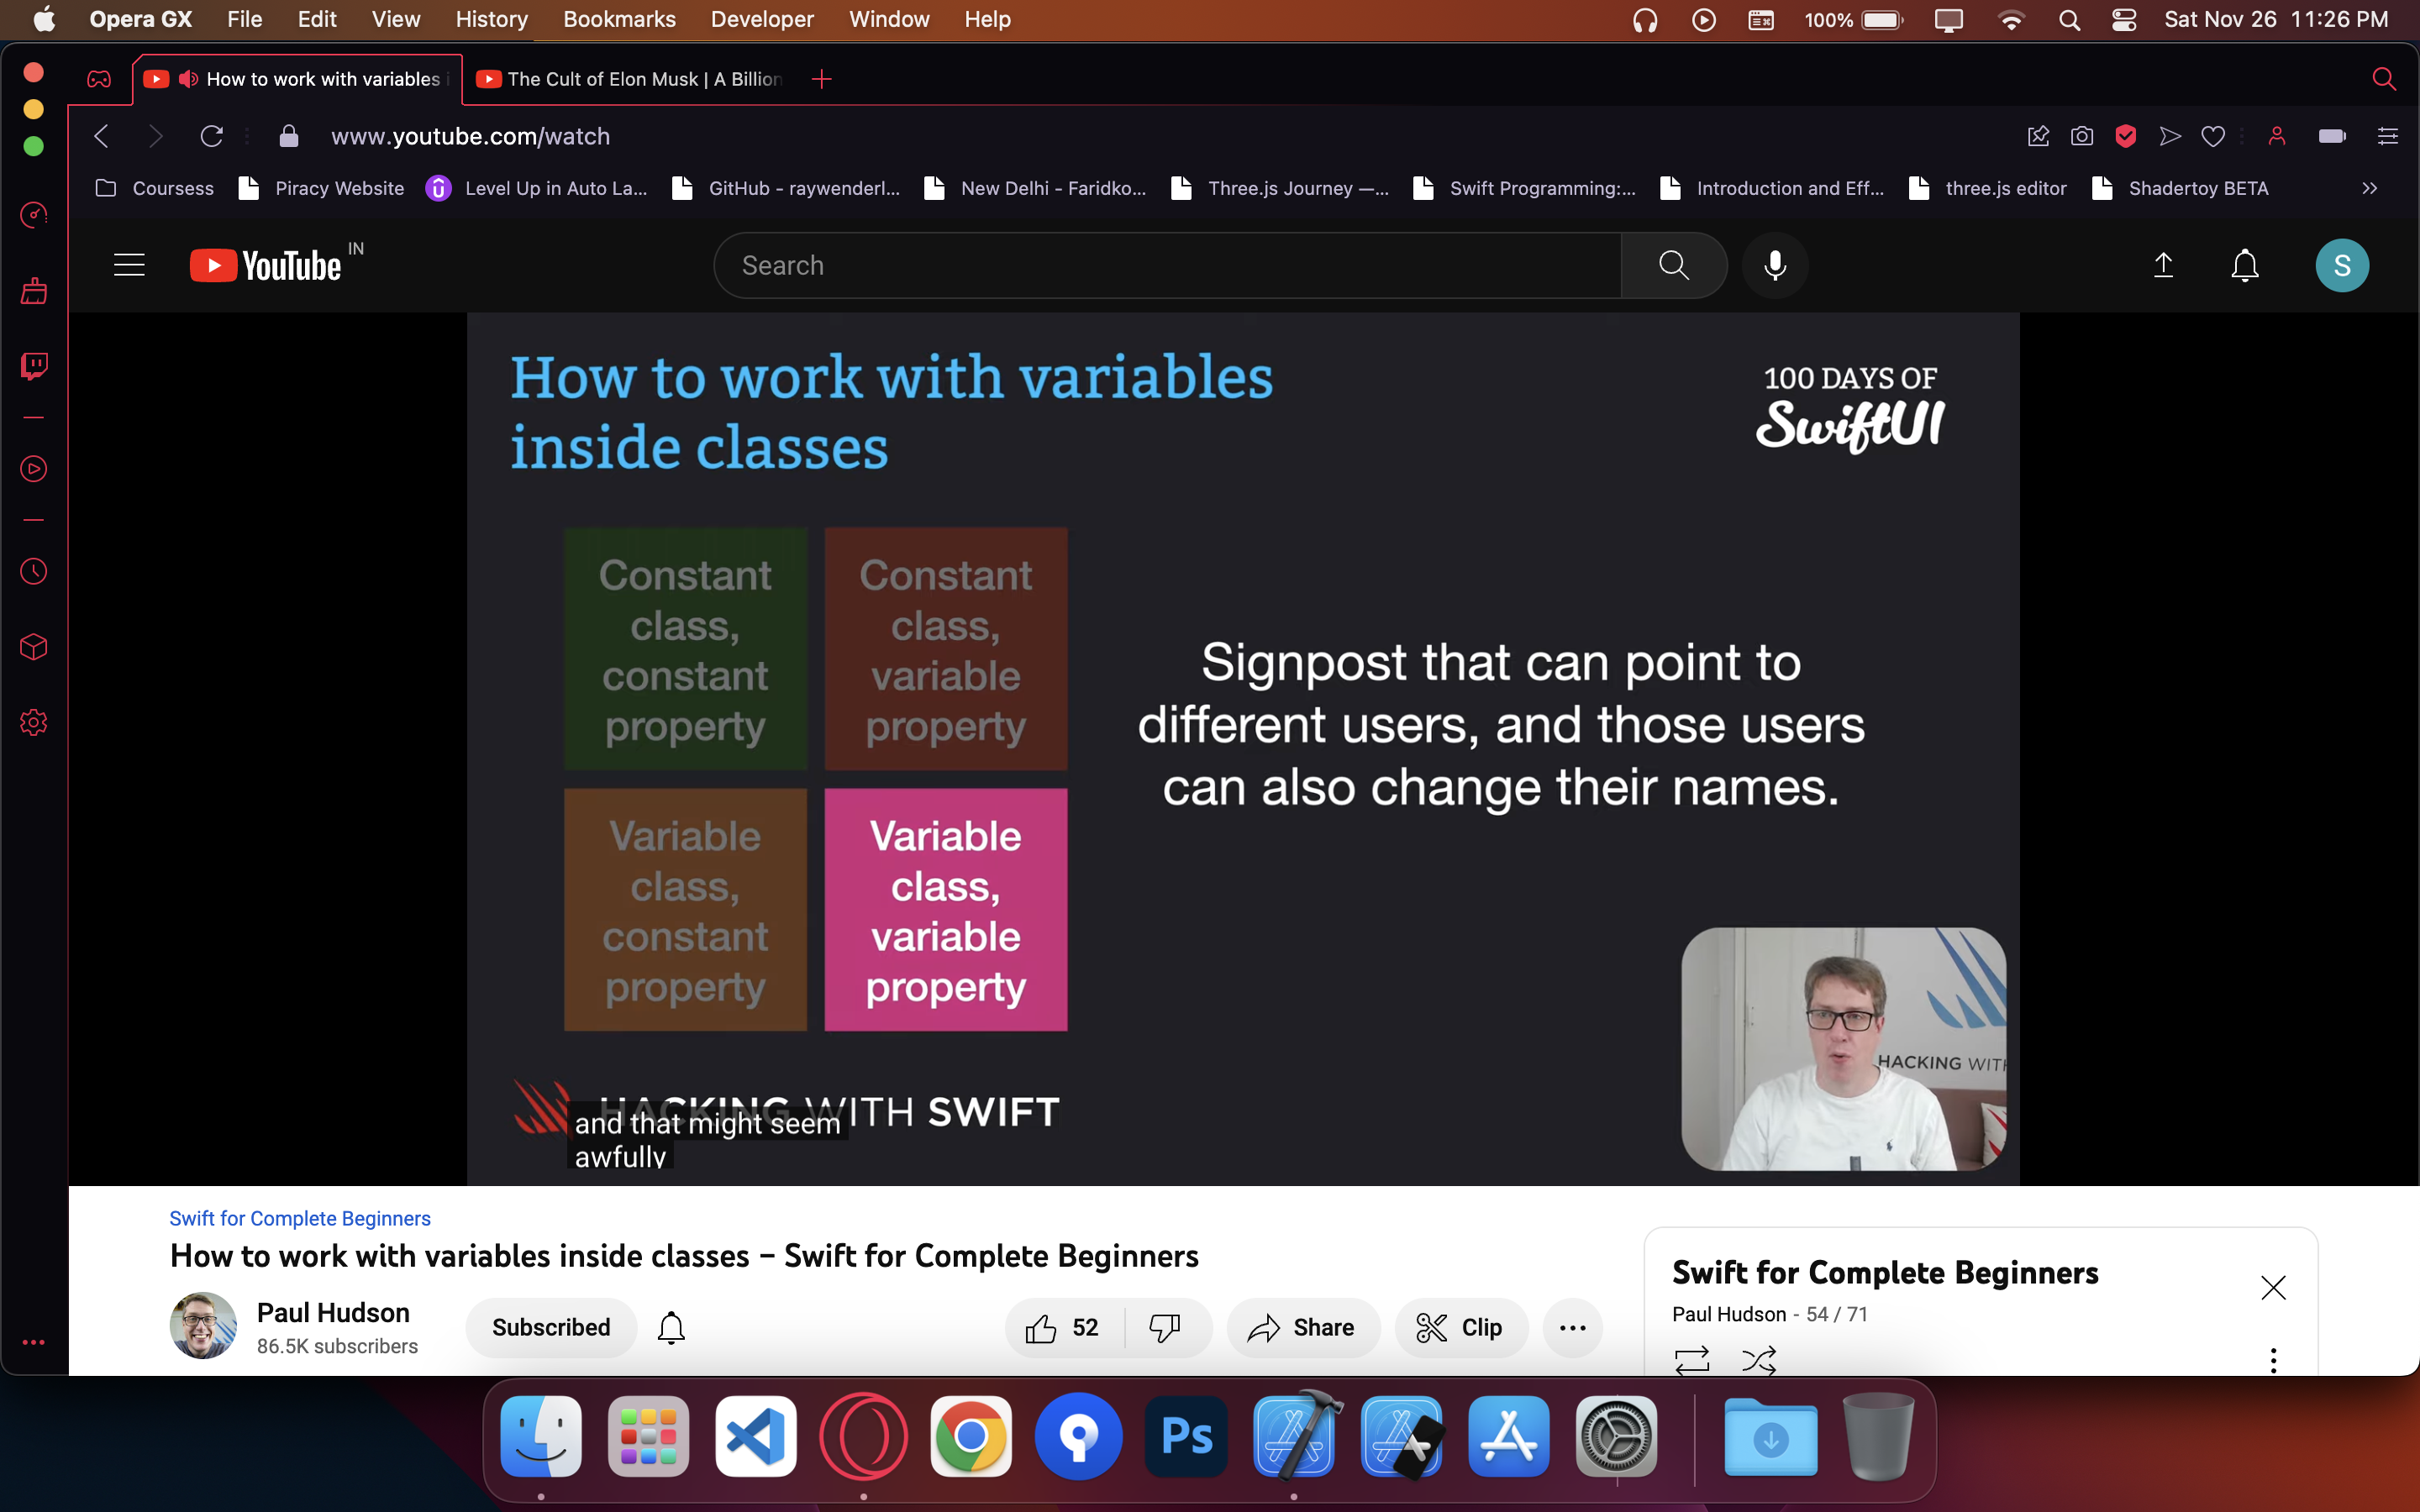 Opera GX File Edit View History Bookmarks Developer Window Help 100% Sat Nov 26 11:26 PM
How to work with variables i
The Cult of Elon Musk | A Billion
www.youtube.com/watch
Coursess Piracy Website Level Up in Auto La... GitHub - raywenderl... New Delhi - Faridko... Three.js Journey —... Swift Programming:... Introduction and Eff... three.js editor Shadertoy BETA
YouTube IN
Search
S
How to work with variables
inside classes
100 DAYS OF
SwiftUI
Constant
class,
constant
property
Constant
class,
variable
property
Variable
class,
constant
property
Variable
class,
variable
property
Signpost that can point to
different users, and those users
can also change their names.
HACKING WITH
HACKING WITH SWIFT
and that might seem
awfully
Swift for Complete Beginners
How to work with variables inside classes – Swift for Complete Beginners
Paul Hudson
86.5K subscribers
Subscribed
52
Share
Clip
Swift for Complete Beginners
Paul Hudson - 54 / 71
Ps